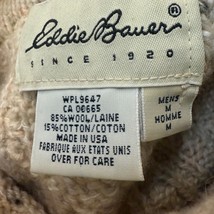 Eddie Bauer ®
SINCE 1920
WPL9647
CA 00665
85%WOOL/LAINE
15%COTTON/COTON
MADE IN USA
FABRIQUE AUX ETATS UNIS
OVER FOR CARE
MENS
M
HOMME
M